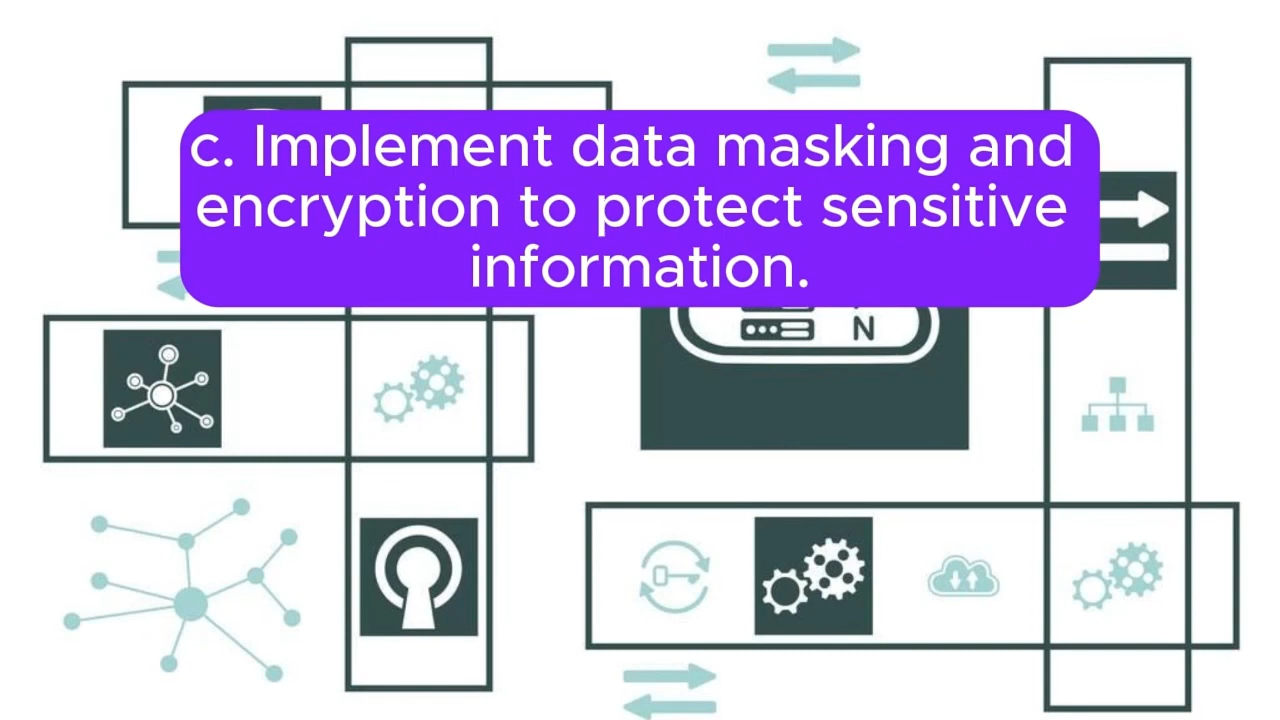 c. Implement data masking and
encryption to protect sensitive
information.
N